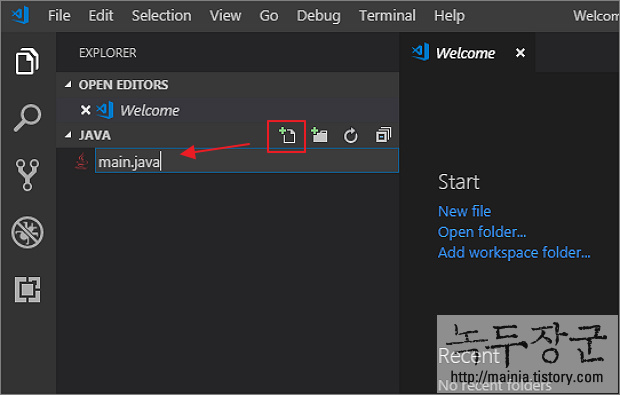 File Edit Selection View Go Debug Terminal Help Welcom
EXPLORER
OPEN EDITORS
Welcome
JAVA
main.java
Welcome
Start
New file
Open folder...
Add workspace folder...
Recent
No recent folders
녹두장군
http://mainia.tistory.com